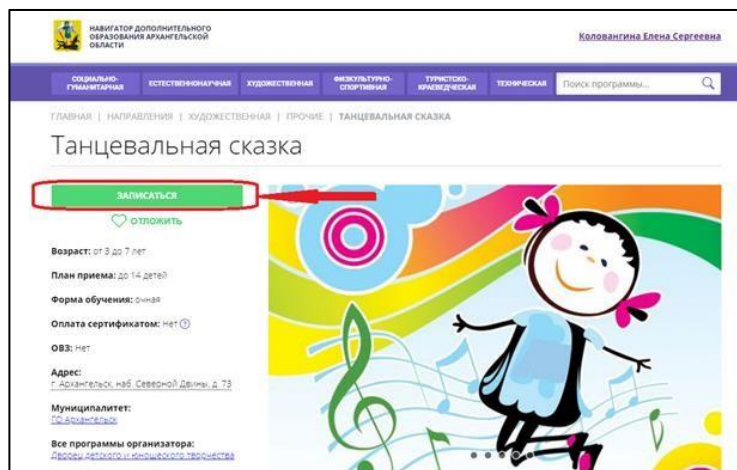 НАВИГАТОР ДОПОЛНИТЕЛЬНОГО
ОБРАЗОВАНИЯ АРХАНГЕЛЬСКОЙ
ОБЛАСТИ
Коловангина Елена Сергеевна
СОЦИАЛЬНО-
ГУМАНИТАРНАЯ
ЕСТЕСТВЕННОНАУЧНАЯ
ХУДОЖЕСТВЕННАЯ
ФИЗКУЛЬТУРНО-
СПОРТИВНАЯ
ТУРИСТСКО-
КРАЕВЕДЧЕСКАЯ
ТЕХНИЧЕСКАЯ
Поиск программы...
ГЛАВНАЯ | НАПРАВЛЕНИЯ | ХУДОЖЕСТВЕННАЯ | ПРОЧИЕ | ТАНЦЕВАЛЬНАЯ СКАЗКА
Танцевальная сказка
ЗАПИСАТЬСЯ
ОТЛОЖИТЬ
Возраст: от 3 до 7 лет
План приема: до 14 детей
Форма обучения: очная
Оплата сертификатом: Нет ?
ОВЗ: Нет
Адрес:
г. Архангельск, наб. Северной Двины, д. 73
Муниципалитет:
ГО Архангельск
Все программы организатора:
Дворец детского и юношеского творчества